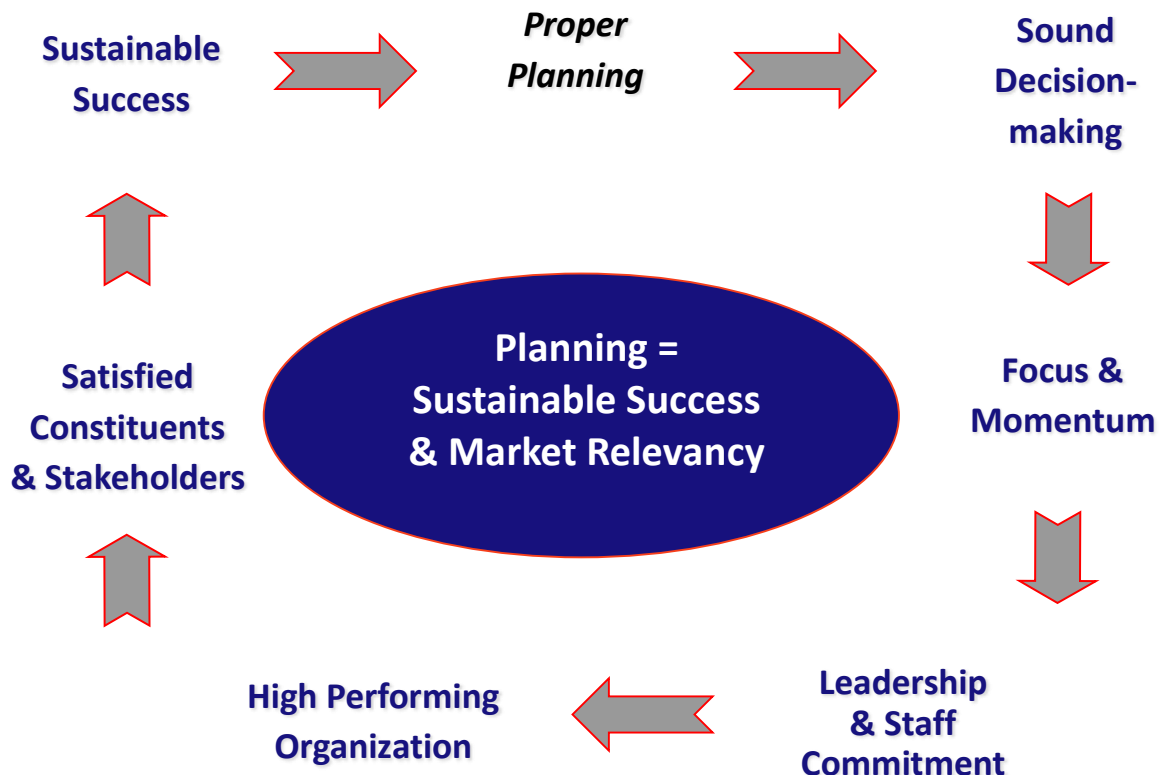 Sustainable
Success
Proper
Planning
Sound
Decision-
making
Focus &
Momentum
Leadership
& Staff
Commitment
High Performing
Organization
Satisfied
Constituents
& Stakeholders
Planning =
Sustainable Success
& Market Relevancy